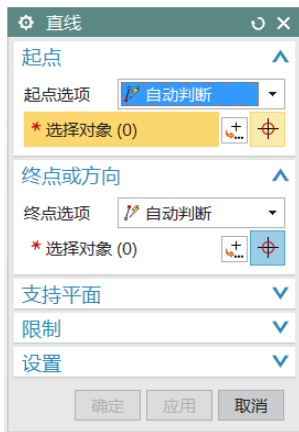 直线
起点
起点选项 自动判断
* 选择对象 (0)
终点或方向
终点选项 自动判断
* 选择对象 (0)
支持平面
限制
设置
确定 应用 取消